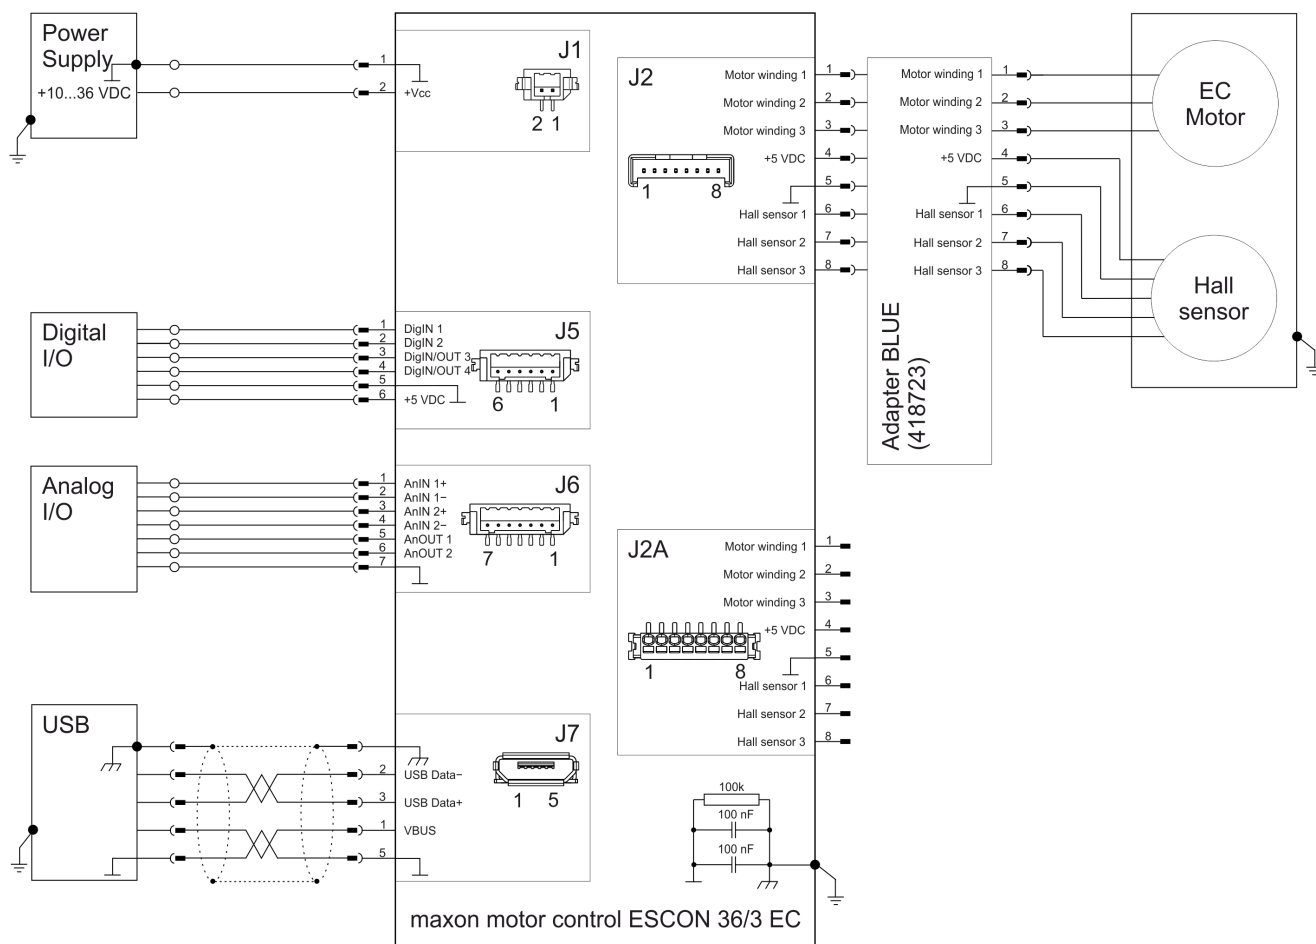 Power
Supply
+10...36 VDC
1
2
+Vcc
J1
2 1
Digital
I/O
1
2
3
4
5
6
DigIN 1
DigIN 2
DigIN/OUT 3
DigIN/OUT 4
+5 VDC
J5
6 1
Analog
I/O
1
2
3
4
5
6
7
AnIN 1+
AnIN 1−
AnIN 2+
AnIN 2−
AnOUT 1
AnOUT 2
J6
7 1
USB
2
3
1
5
USB Data−
USB Data+
VBUS
J7
1 5
J2
1 8
Motor winding 1
Motor winding 2
Motor winding 3
+5 VDC
Hall sensor 1
Hall sensor 2
Hall sensor 3
1
2
3
4
5
6
7
8
Motor winding 1
Motor winding 2
Motor winding 3
+5 VDC
Hall sensor 1
Hall sensor 2
Hall sensor 3
1
2
3
4
5
6
7
8
Adapter BLUE
(418723)
EC
Motor
Hall
sensor
J2A
1 8
Motor winding 1
Motor winding 2
Motor winding 3
+5 VDC
Hall sensor 1
Hall sensor 2
Hall sensor 3
1
2
3
4
5
6
7
8
100k
100 nF
100 nF
maxon motor control ESCON 36/3 EC